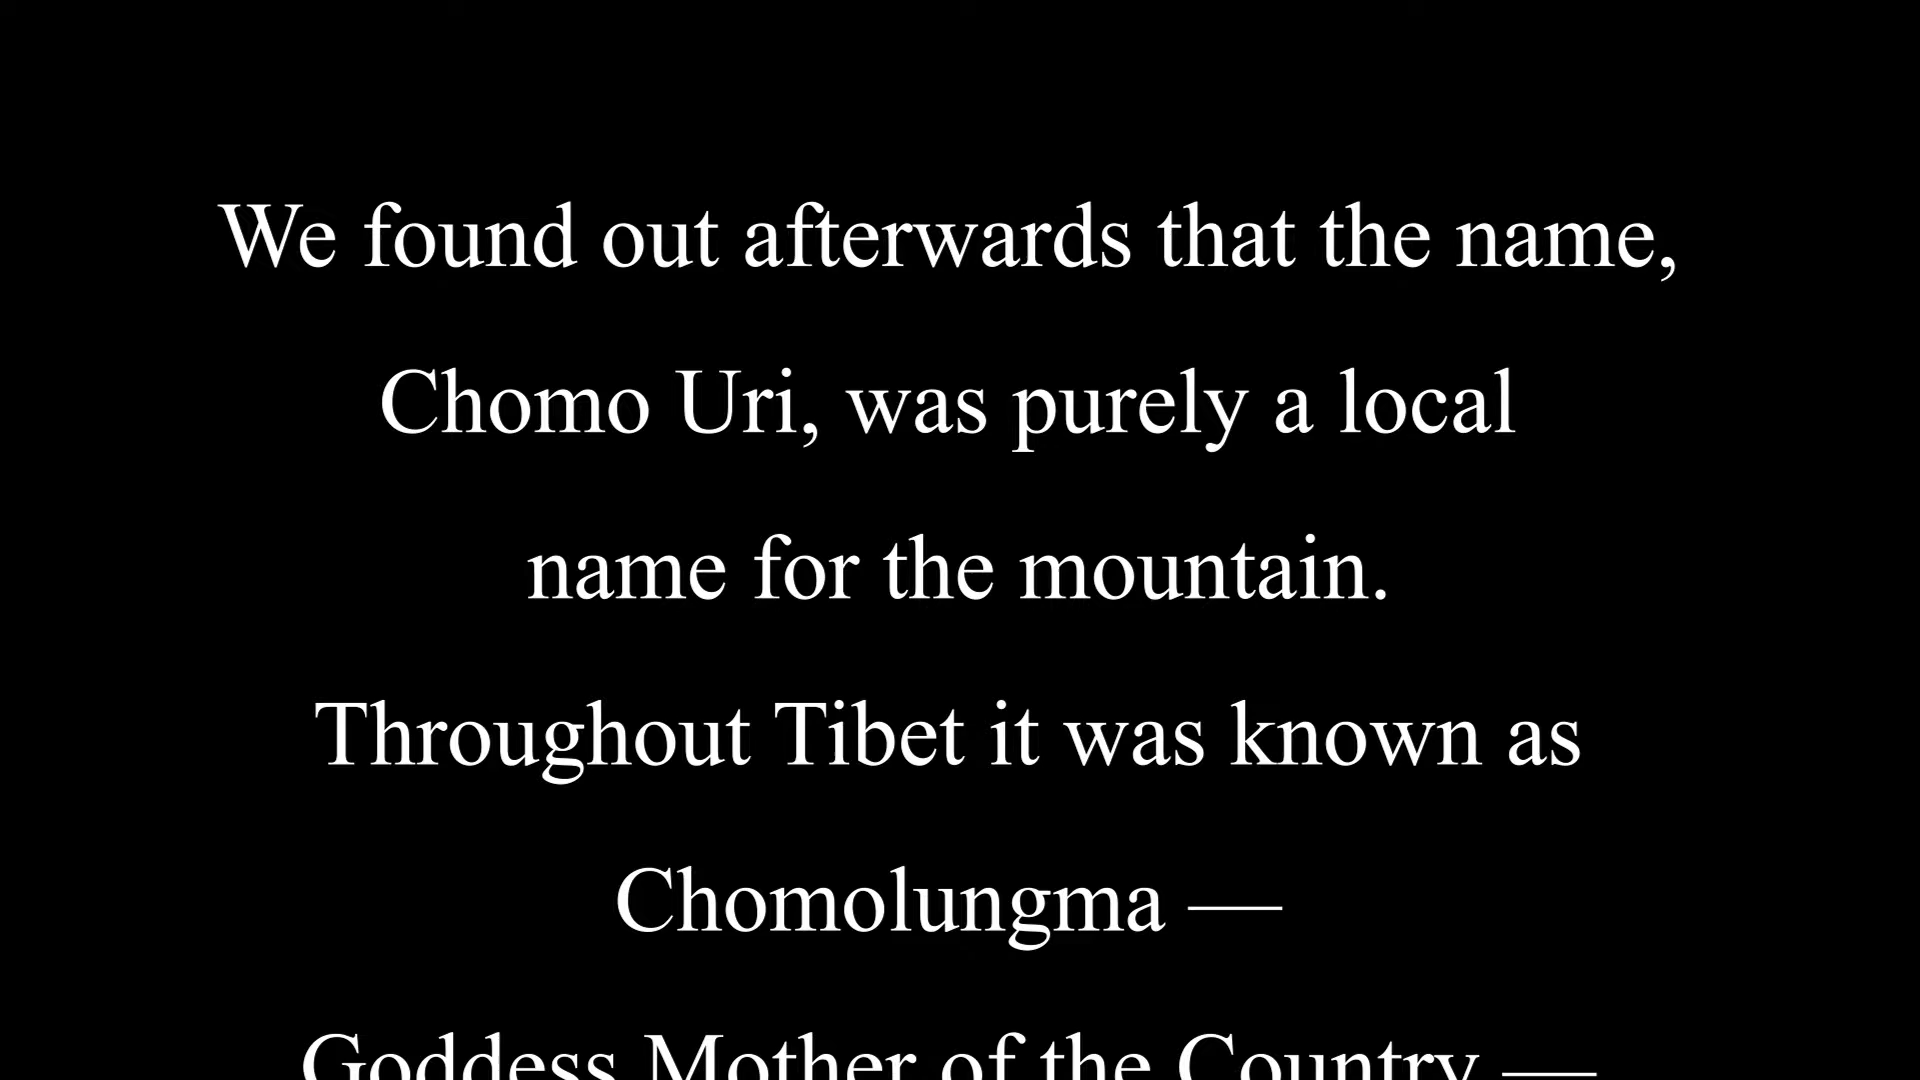 We found out afterwards that the name,
Chomo Uri, was purely a local
name for the mountain.
Throughout Tibet it was known as
Chomolungma —
Goddess Mother of the Country —